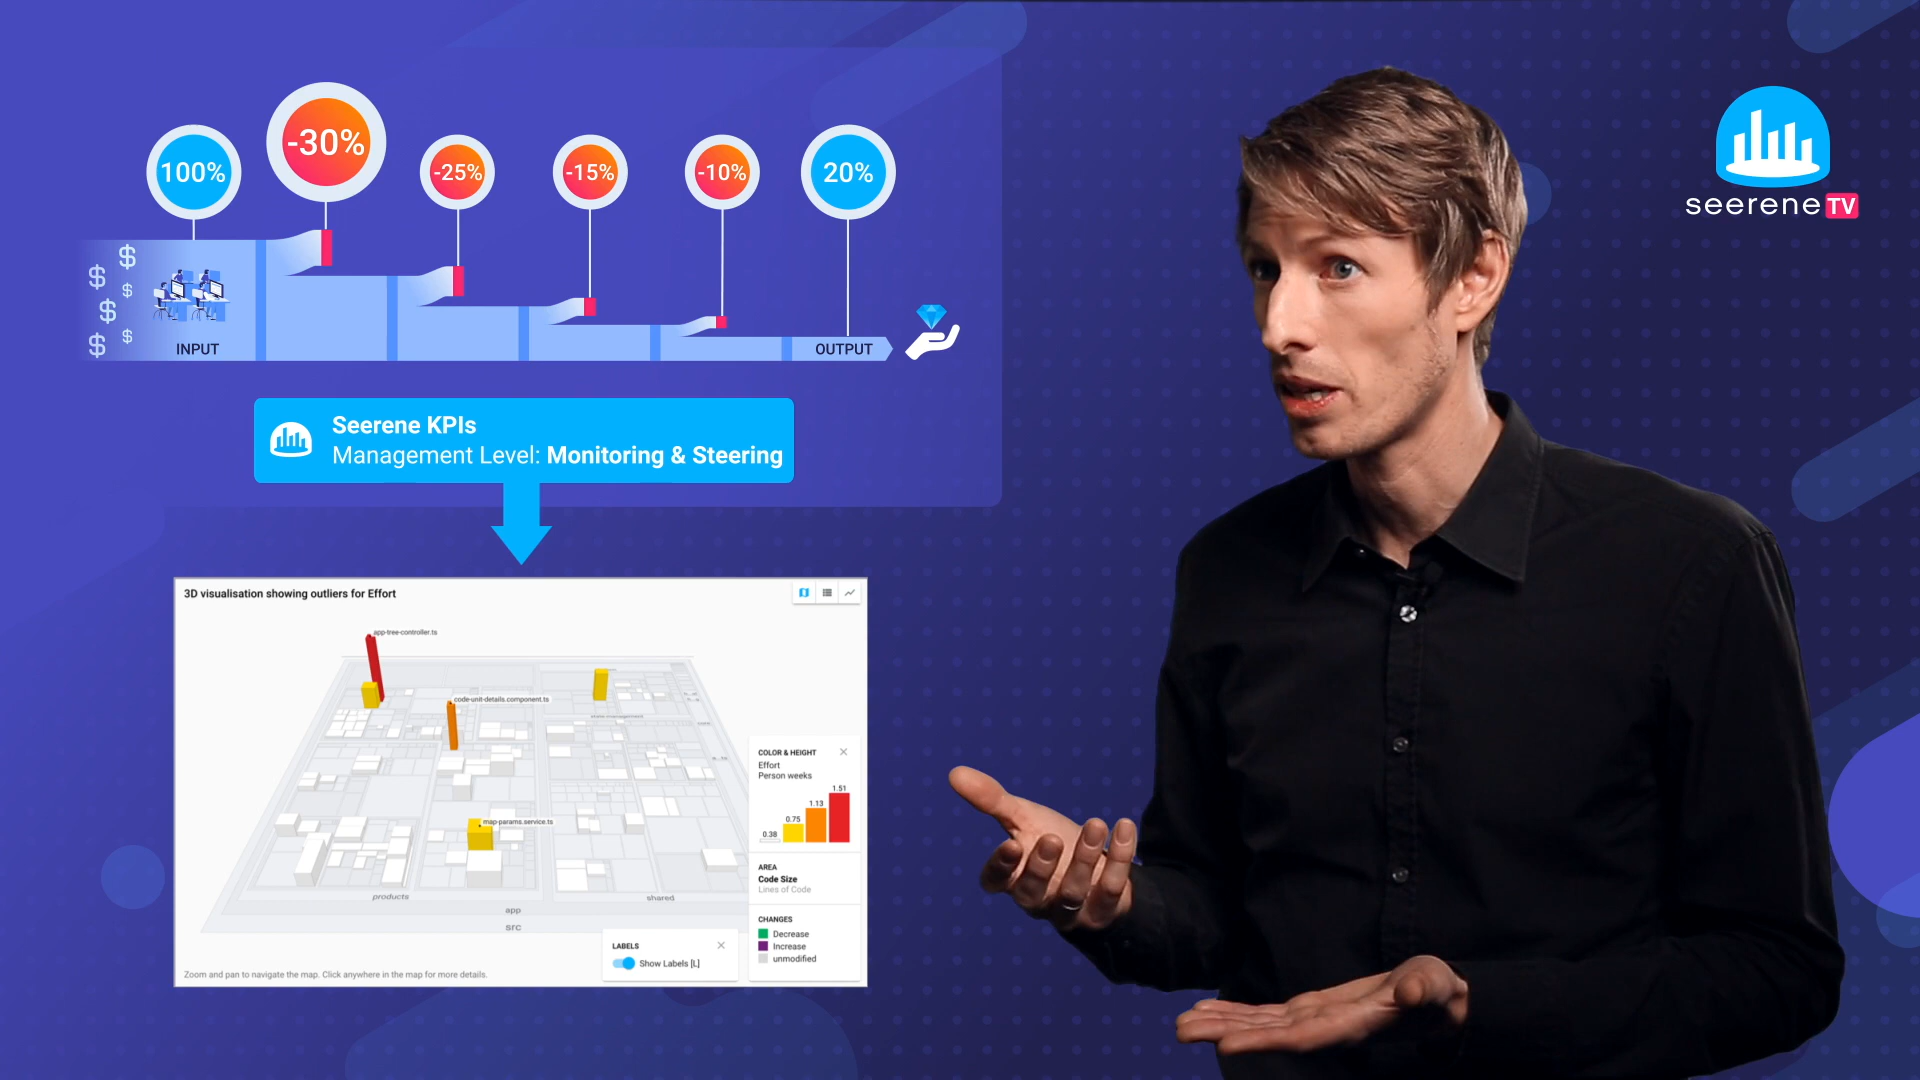 100%
-30%
-25%
-15%
-10%
20%
$
$
$
$
$
$
INPUT
OUTPUT
seerene TV
Seerene KPIs
Management Level: Monitoring & Steering
3D visualisation showing outliers for Effort
app-tree-controller.ts
code-unit-details.component.ts
state-management
map-params.service.ts
products
shared
app
src
COLOR & HEIGHT
Effort
Person weeks
0.38
0.75
1.13
1.51
AREA
Code Size
Lines of Code
CHANGES
Decrease
Increase
unmodified
LABELS
Show Labels [L]
Zoom and pan to navigate the map. Click anywhere in the map for more details.